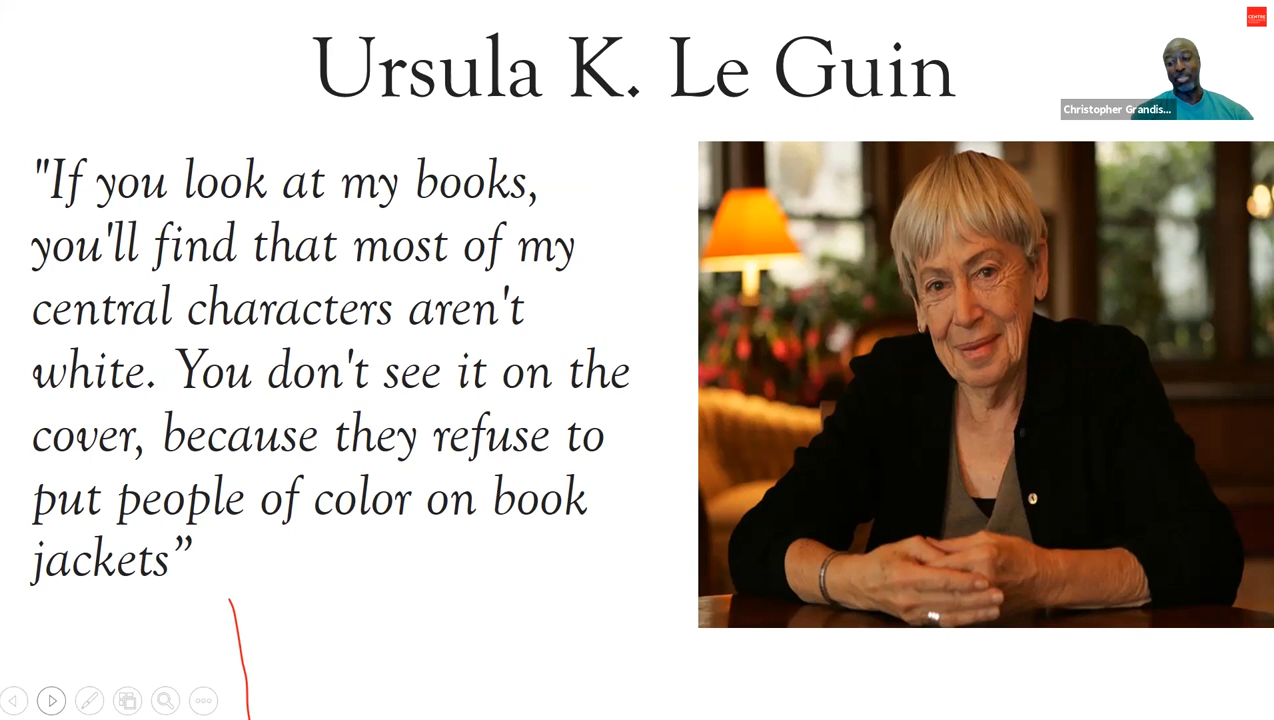 Ursula K. Le Guin
CENTRE
Christopher Grandis...
"If you look at my books,
you'll find that most of my
central characters aren't
white. You don't see it on the
cover, because they refuse to
put people of color on book
jackets”